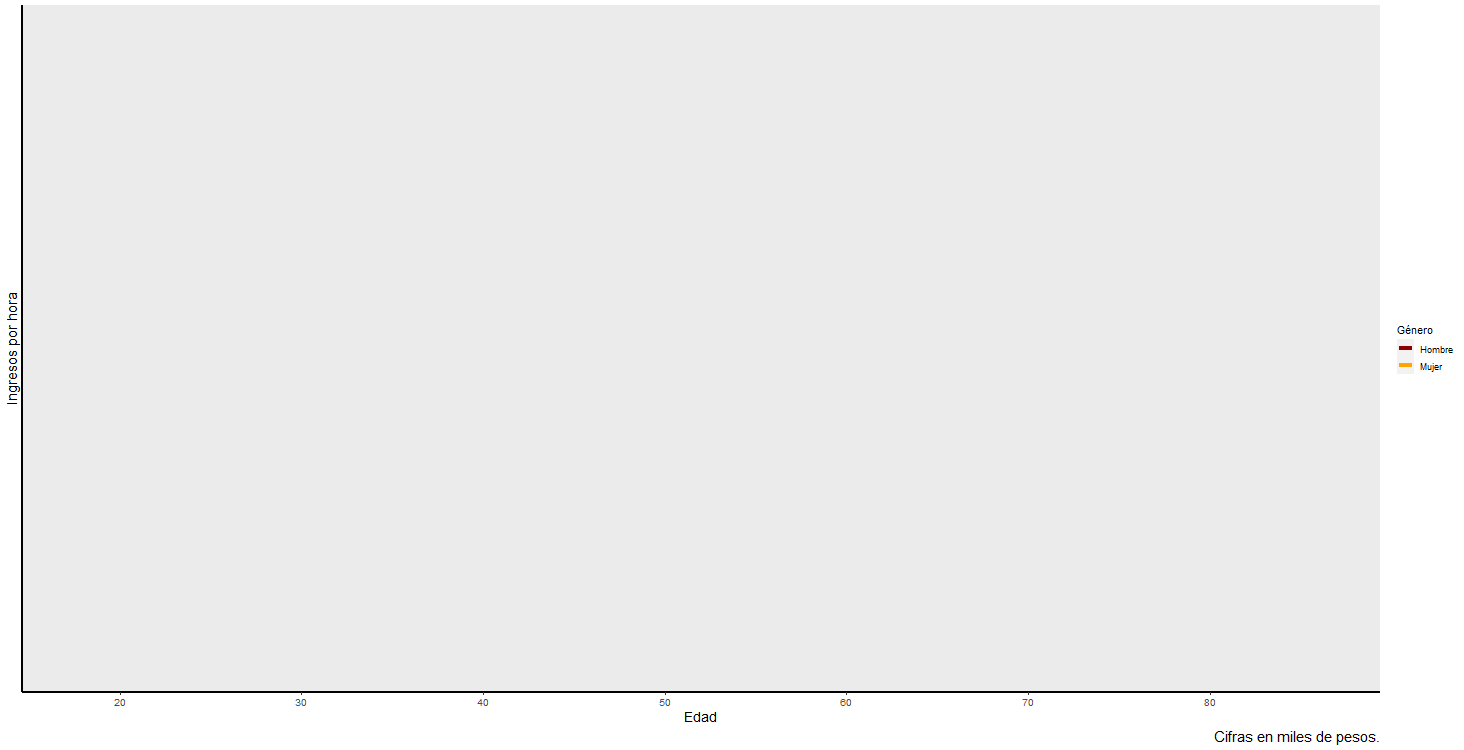 Ingresos por hora
20 30 40 50 60 70 80
Edad
Cifras en miles de pesos.
Género
Hombre
Mujer